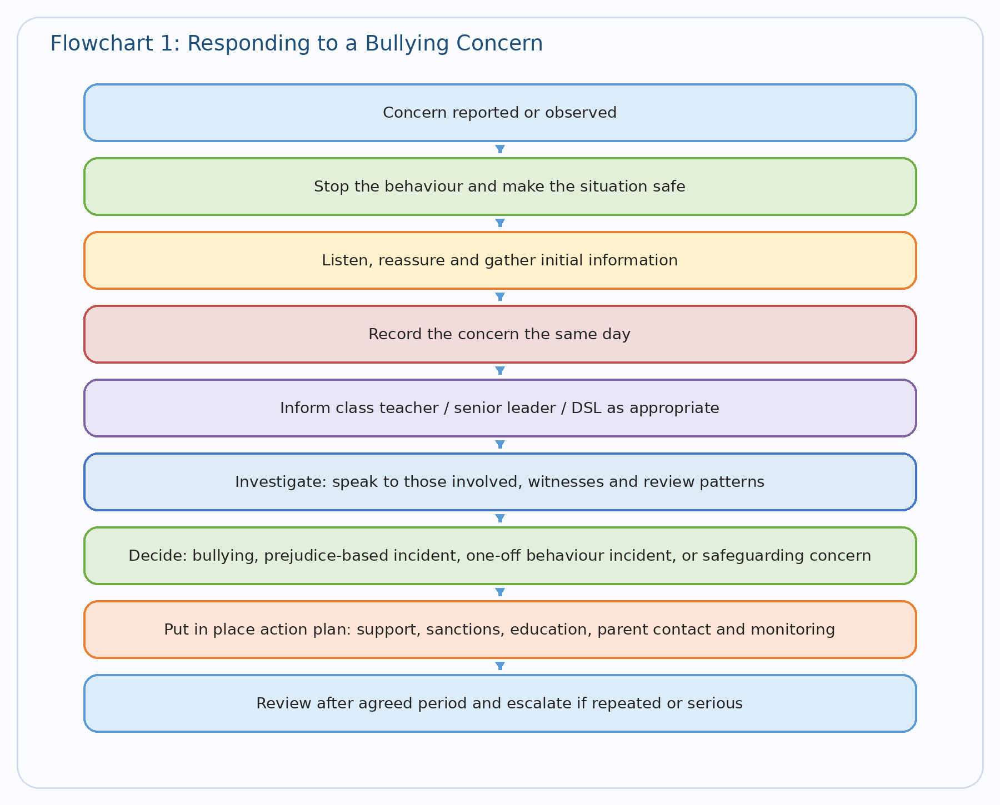 Flowchart 1: Responding to a Bullying Concern
Concern reported or observed
Stop the behaviour and make the situation safe
Listen, reassure and gather initial information
Record the concern the same day
Inform class teacher / senior leader / DSL as appropriate
Investigate: speak to those involved, witnesses and review patterns
Decide: bullying, prejudice-based incident, one-off behaviour incident, or safeguarding concern
Put in place action plan: support, sanctions, education, parent contact and monitoring
Review after agreed period and escalate if repeated or serious